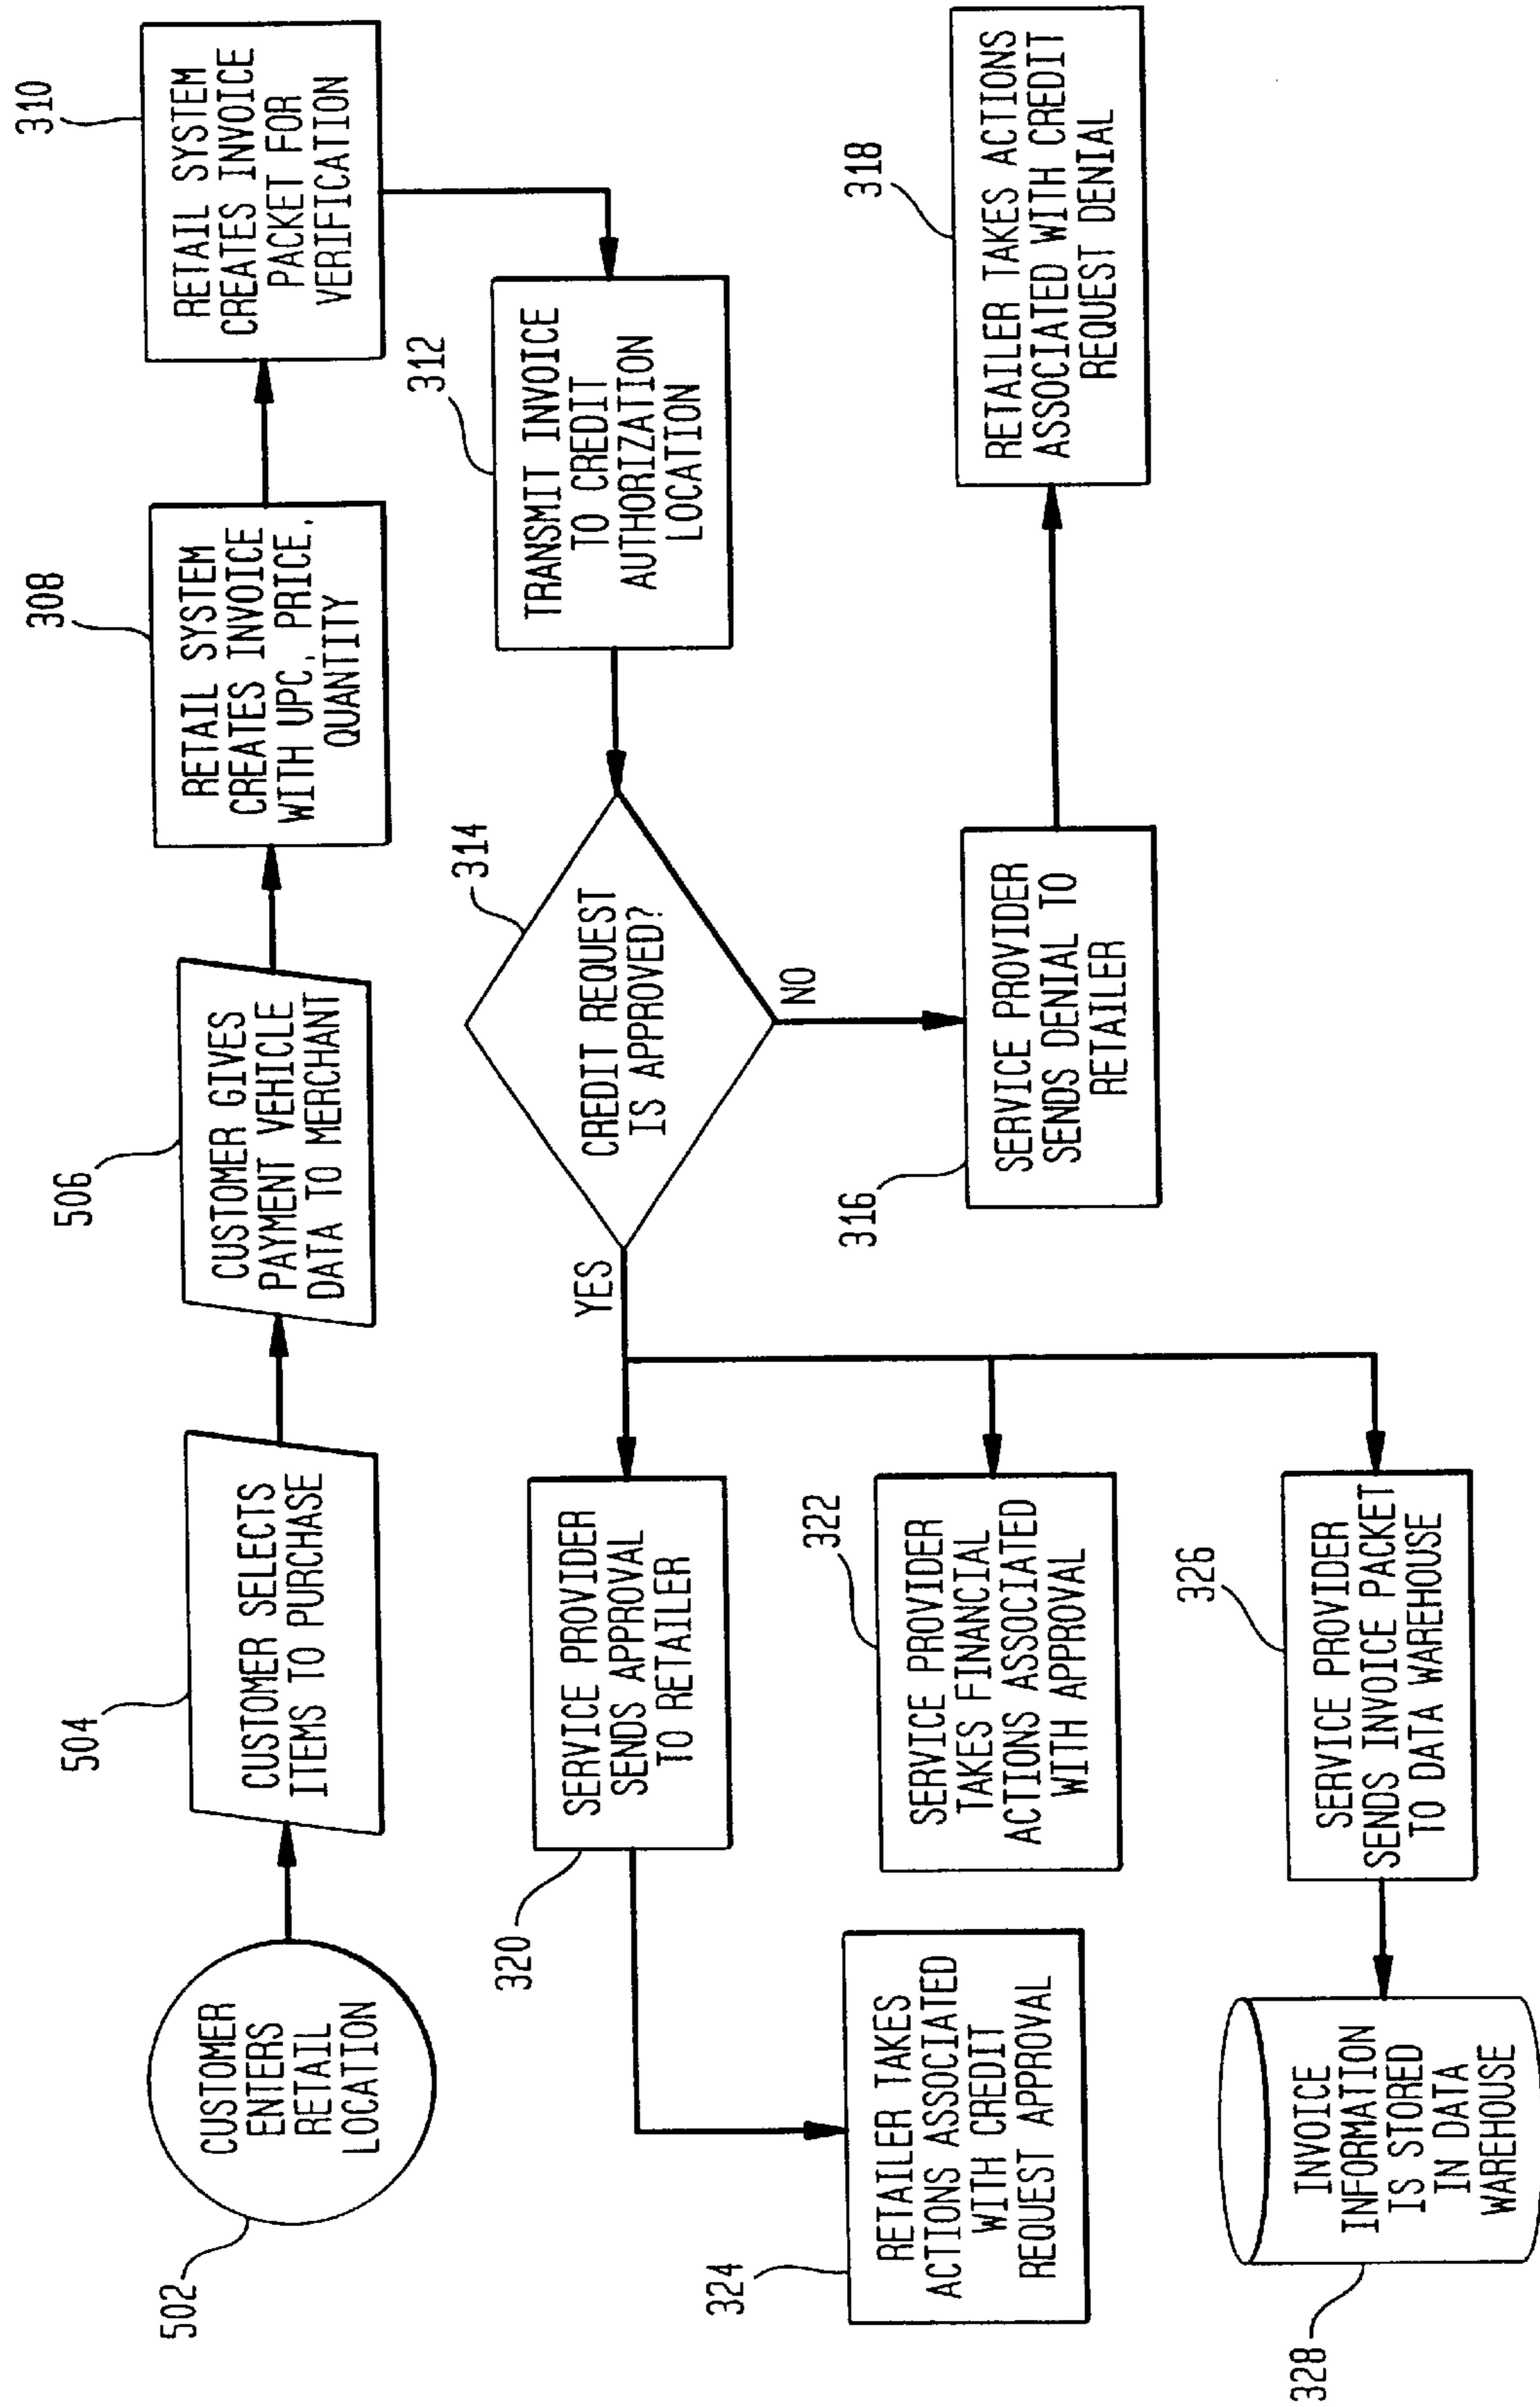 502
CUSTOMER
ENTERS
RETAIL
LOCATION
504
CUSTOMER SELECTS
ITEMS TO PURCHASE
506
CUSTOMER GIVES
PAYMENT VEHICLE
DATA TO MERCHANT
308
RETAIL SYSTEM
CREATES INVOICE
WITH UPC, PRICE,
QUANTITY
310
RETAIL SYSTEM
CREATES INVOICE
PACKET FOR
VERIFICATION
312
TRANSMIT INVOICE
TO CREDIT
AUTHORIZATION
LOCATION
314
CREDIT REQUEST
IS APPROVED?
NO
YES
316
SERVICE PROVIDER
SENDS DENIAL TO
RETAILER
318
RETAILER TAKES ACTIONS
ASSOCIATED WITH CREDIT
REQUEST DENIAL
320
SERVICE PROVIDER
SENDS APPROVAL
TO RETAILER
322
SERVICE PROVIDER
TAKES FINANCIAL
ACTIONS ASSOCIATED
WITH APPROVAL
324
RETAILER TAKES
ACTIONS ASSOCIATED
WITH CREDIT
REQUEST APPROVAL
326
SERVICE PROVIDER
SENDS INVOICE PACKET
TO DATA WAREHOUSE
328
INVOICE
INFORMATION
IS STORED
IN DATA
WAREHOUSE